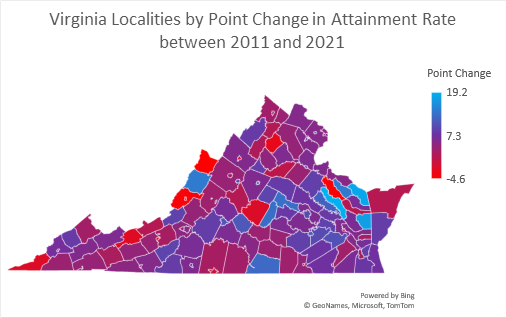 Virginia Localities by Point Change in Attainment Rate
between 2011 and 2021
Point Change
19.2
7.3
-4.6
Powered by Bing
© GeoNames, Microsoft, TomTom